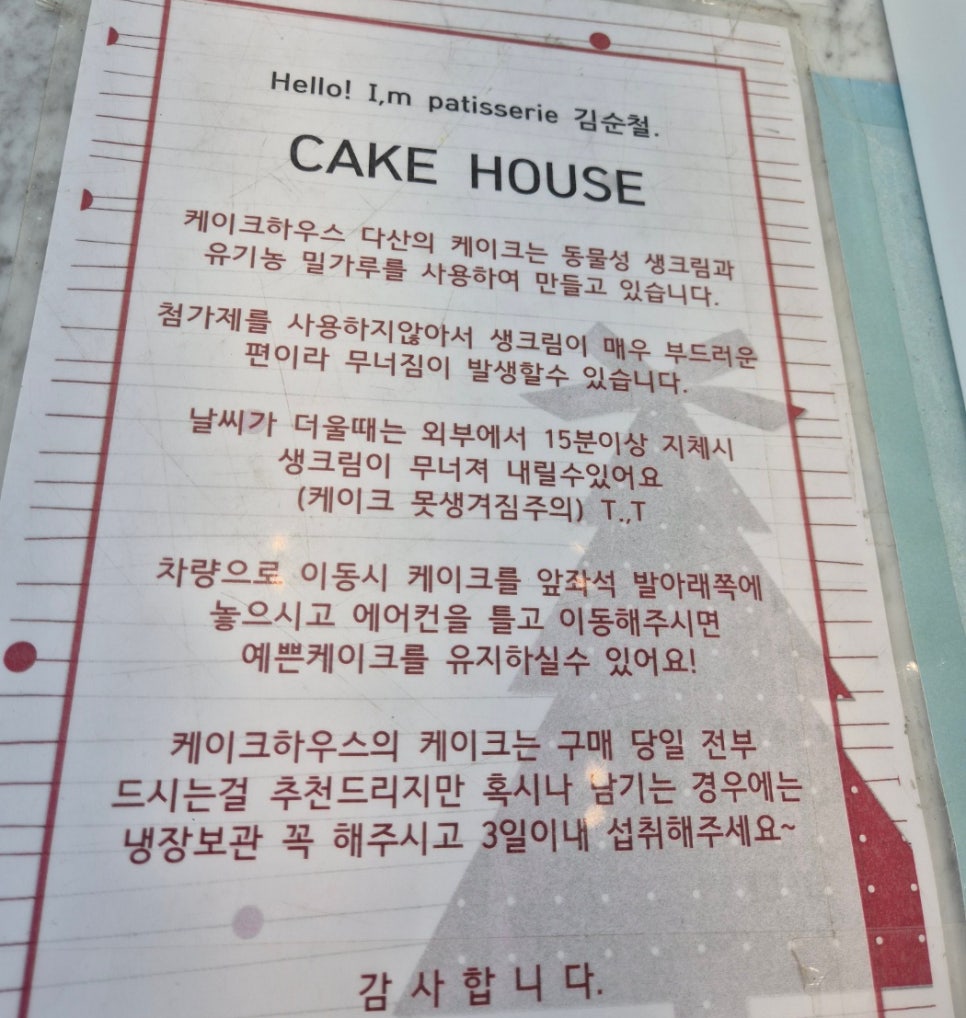 Hello! I,m patisserie 김순철.
CAKE HOUSE
케이크하우스 다산의 케이크는 동물성 생크림과
유기농 밀가루를 사용하여 만들고 있습니다.
첨가제를 사용하지않아서 생크림이 매우 부드러운
편이라 무너짐이 발생할수 있습니다.
날씨가 더울때는 외부에서 15분이상 지체시
생크림이 무너져 내릴수있어요
(케이크 못생겨짐주의) T.,T
차량으로 이동시 케이크를 앞좌석 발아래쪽에
놓으시고 에어컨을 틀고 이동해주시면
예쁜케이크를 유지하실수 있어요!
케이크하우스의 케이크는 구매 당일 전부
드시는걸 추천드리지만 혹시나 남기는 경우에는
냉장보관 꼭 해주시고 3일이내 섭취해주세요~
감사합니다.